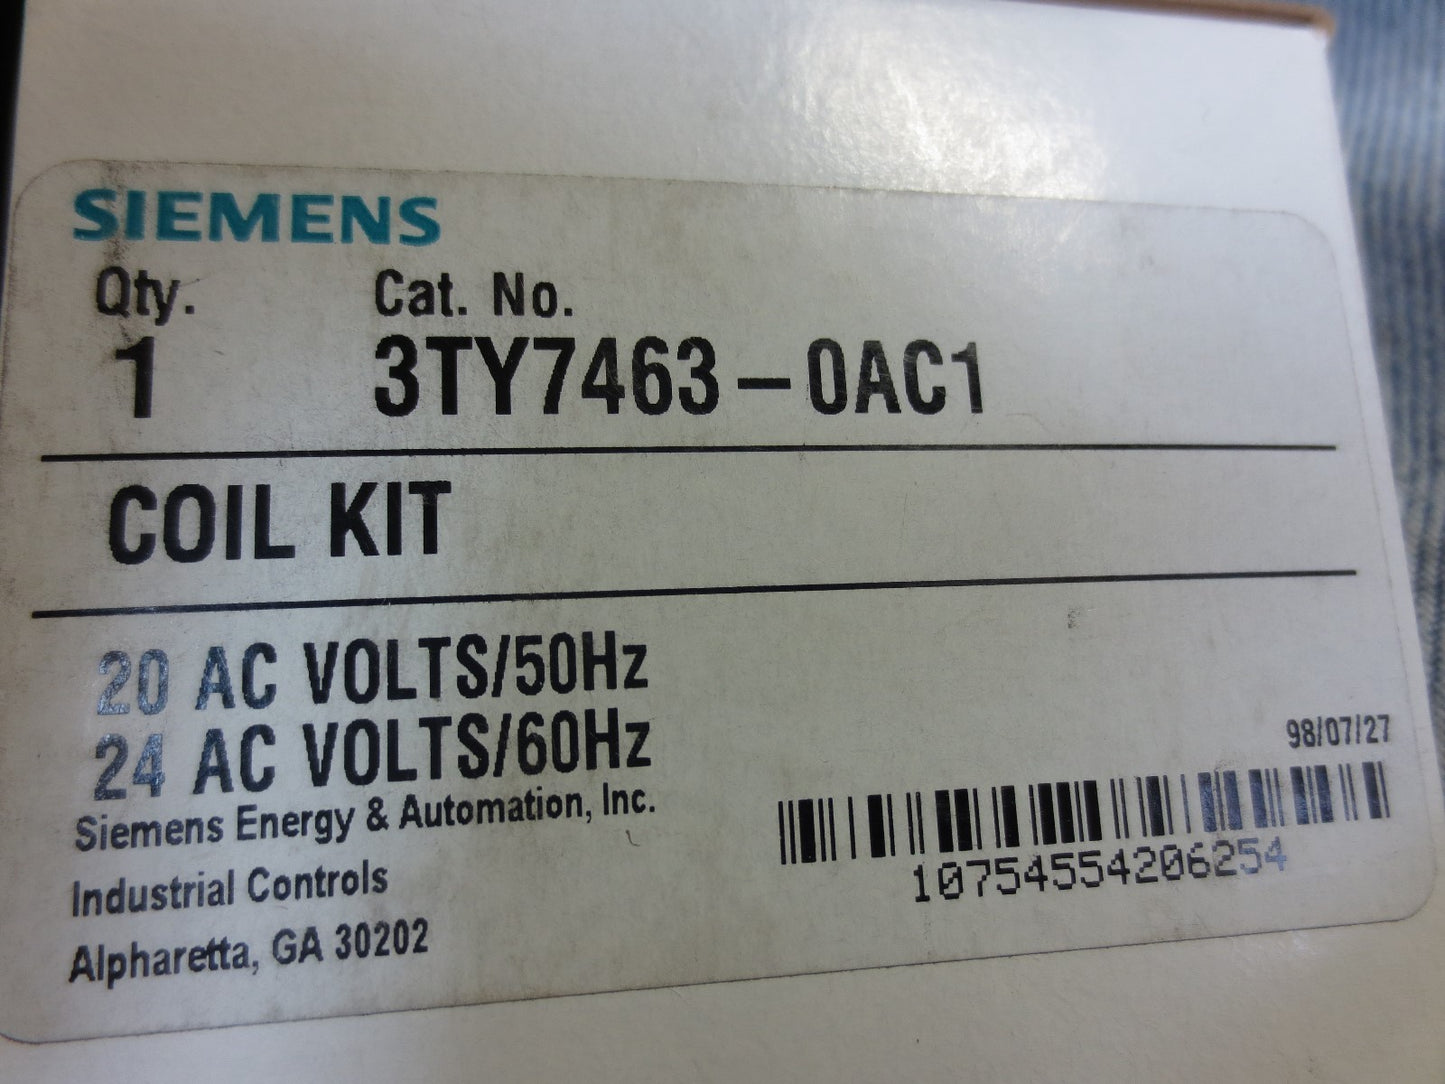 SIEMENS
Qty. Cat. No.
1 3TY7463-0AC1
COIL KIT
20 AC VOLTS/50Hz
24 AC VOLTS/60Hz
Siemens Energy & Automation, Inc.
Industrial Controls
Alpharetta, GA 30202
98/07/27
10754554206254